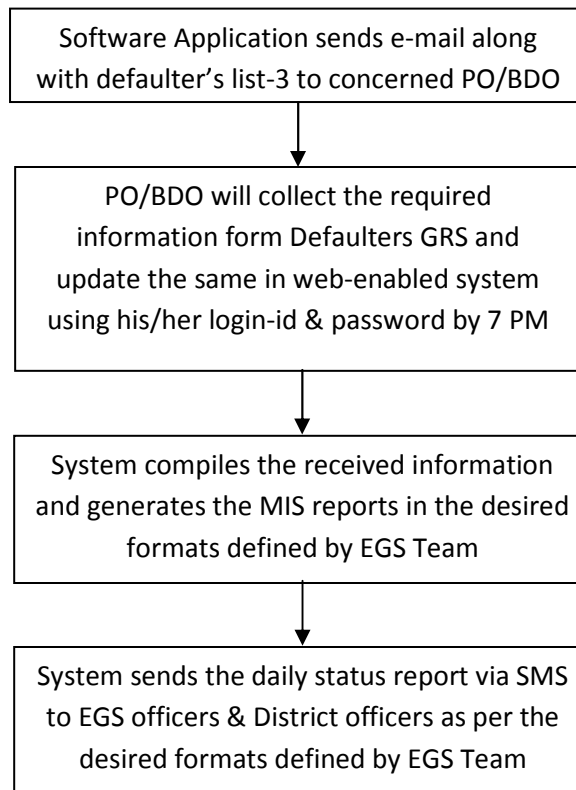 Software Application sends e-mail along
with defaulter’s list-3 to concerned PO/BDO
PO/BDO will collect the required
information form Defaulters GRS and
update the same in web-enabled system
using his/her login-id & password by 7 PM
System compiles the received information
and generates the MIS reports in the desired
formats defined by EGS Team
System sends the daily status report via SMS
to EGS officers & District officers as per the
desired formats defined by EGS Team